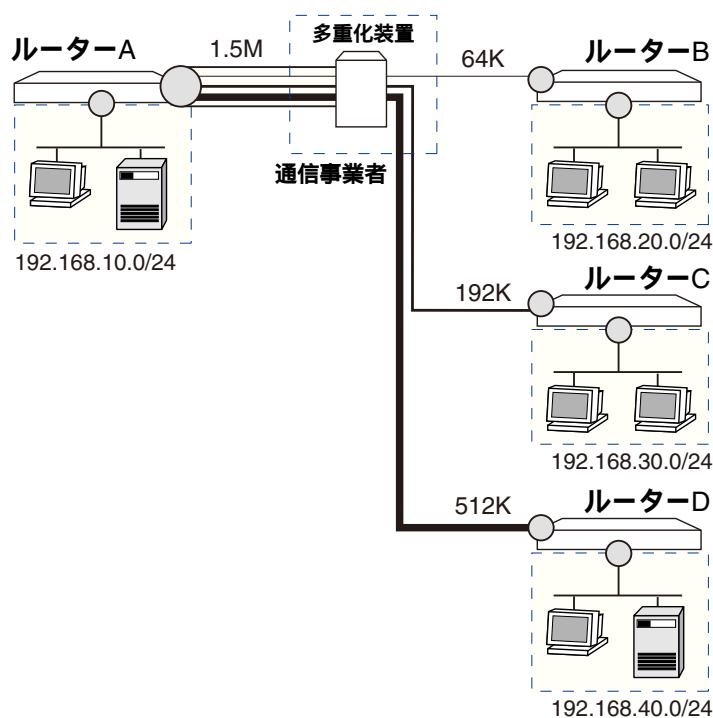 多重化装置
ルーターA
1.5M
64K
ルーターB
通信事業者
192.168.10.0/24
192.168.20.0/24
ルーターC
192K
192.168.30.0/24
ルーターD
512K
192.168.40.0/24